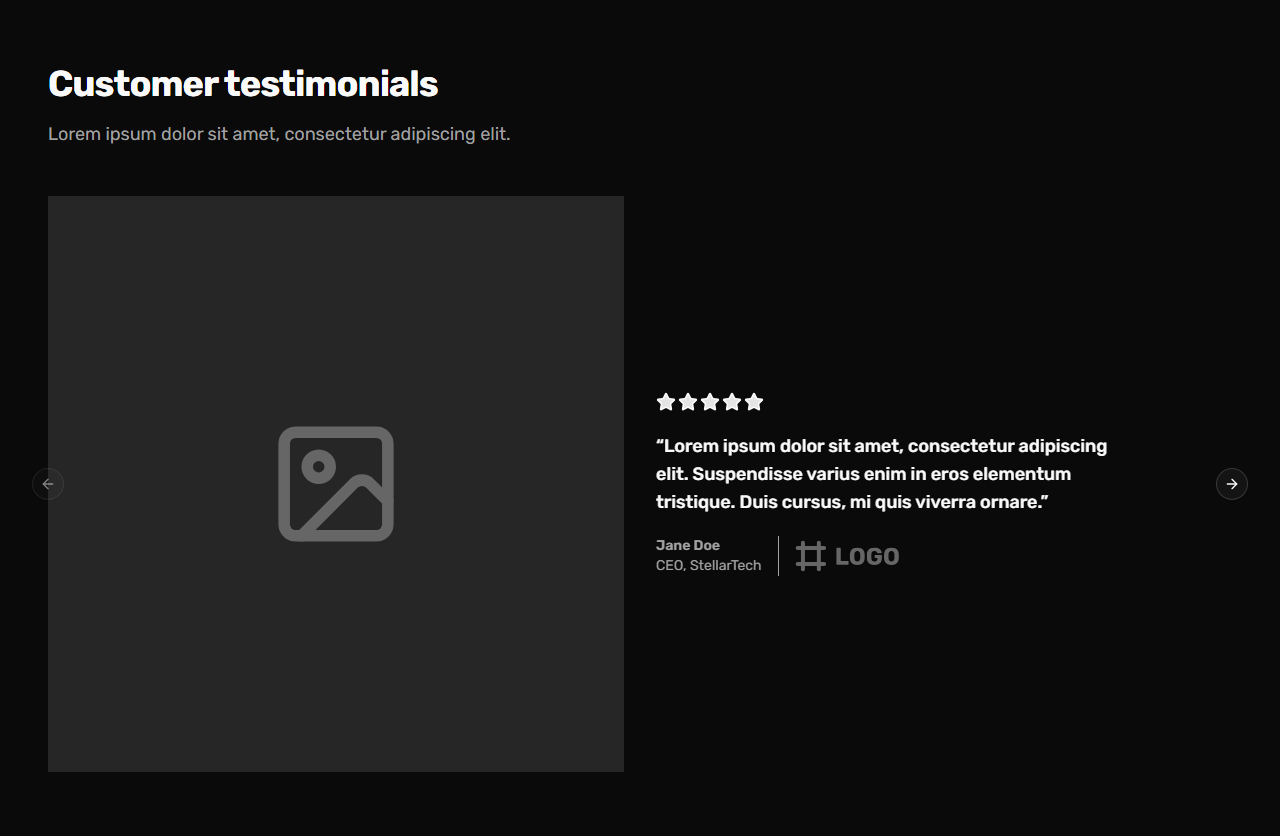 Customer testimonials
Lorem ipsum dolor sit amet, consectetur adipiscing elit.
“Lorem ipsum dolor sit amet, consectetur adipiscing
elit. Suspendisse varius enim in eros elementum
tristique. Duis cursus, mi quis viverra ornare.”
Jane Doe
CEO, StellarTech
LOGO